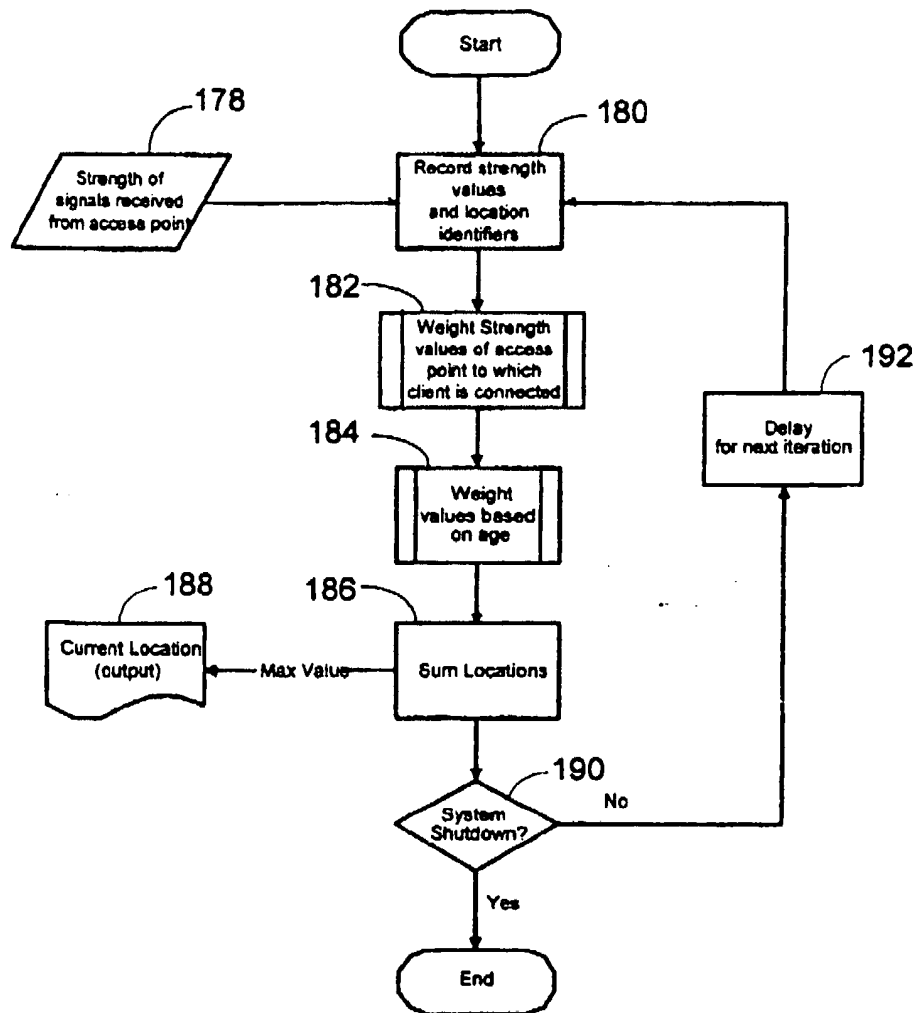 Start
178
180
Strength of
signals received
from access point
Record strength
values
and location
identifiers
182
Weight Strength
values of access
point to which
client is connected
192
Delay
for next iteration
184
Weight
values based
on age
188
186
Current Location
(output)
Max Value
Sum Locations
190
System
Shutdown?
No
Yes
End